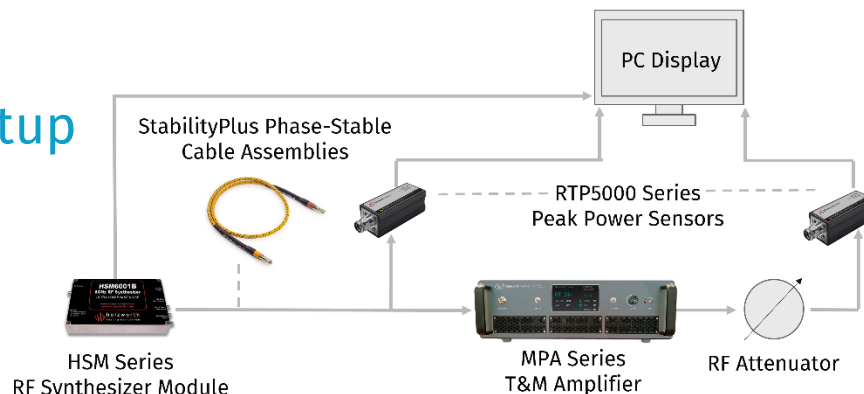 tup
PC Display
StabilityPlus Phase-Stable
Cable Assemblies
RTP5000 Series
Peak Power Sensors
HSM6001B
HSM Series
RF Synthesizer Module
MPA Series
T&M Amplifier
RF Attenuator